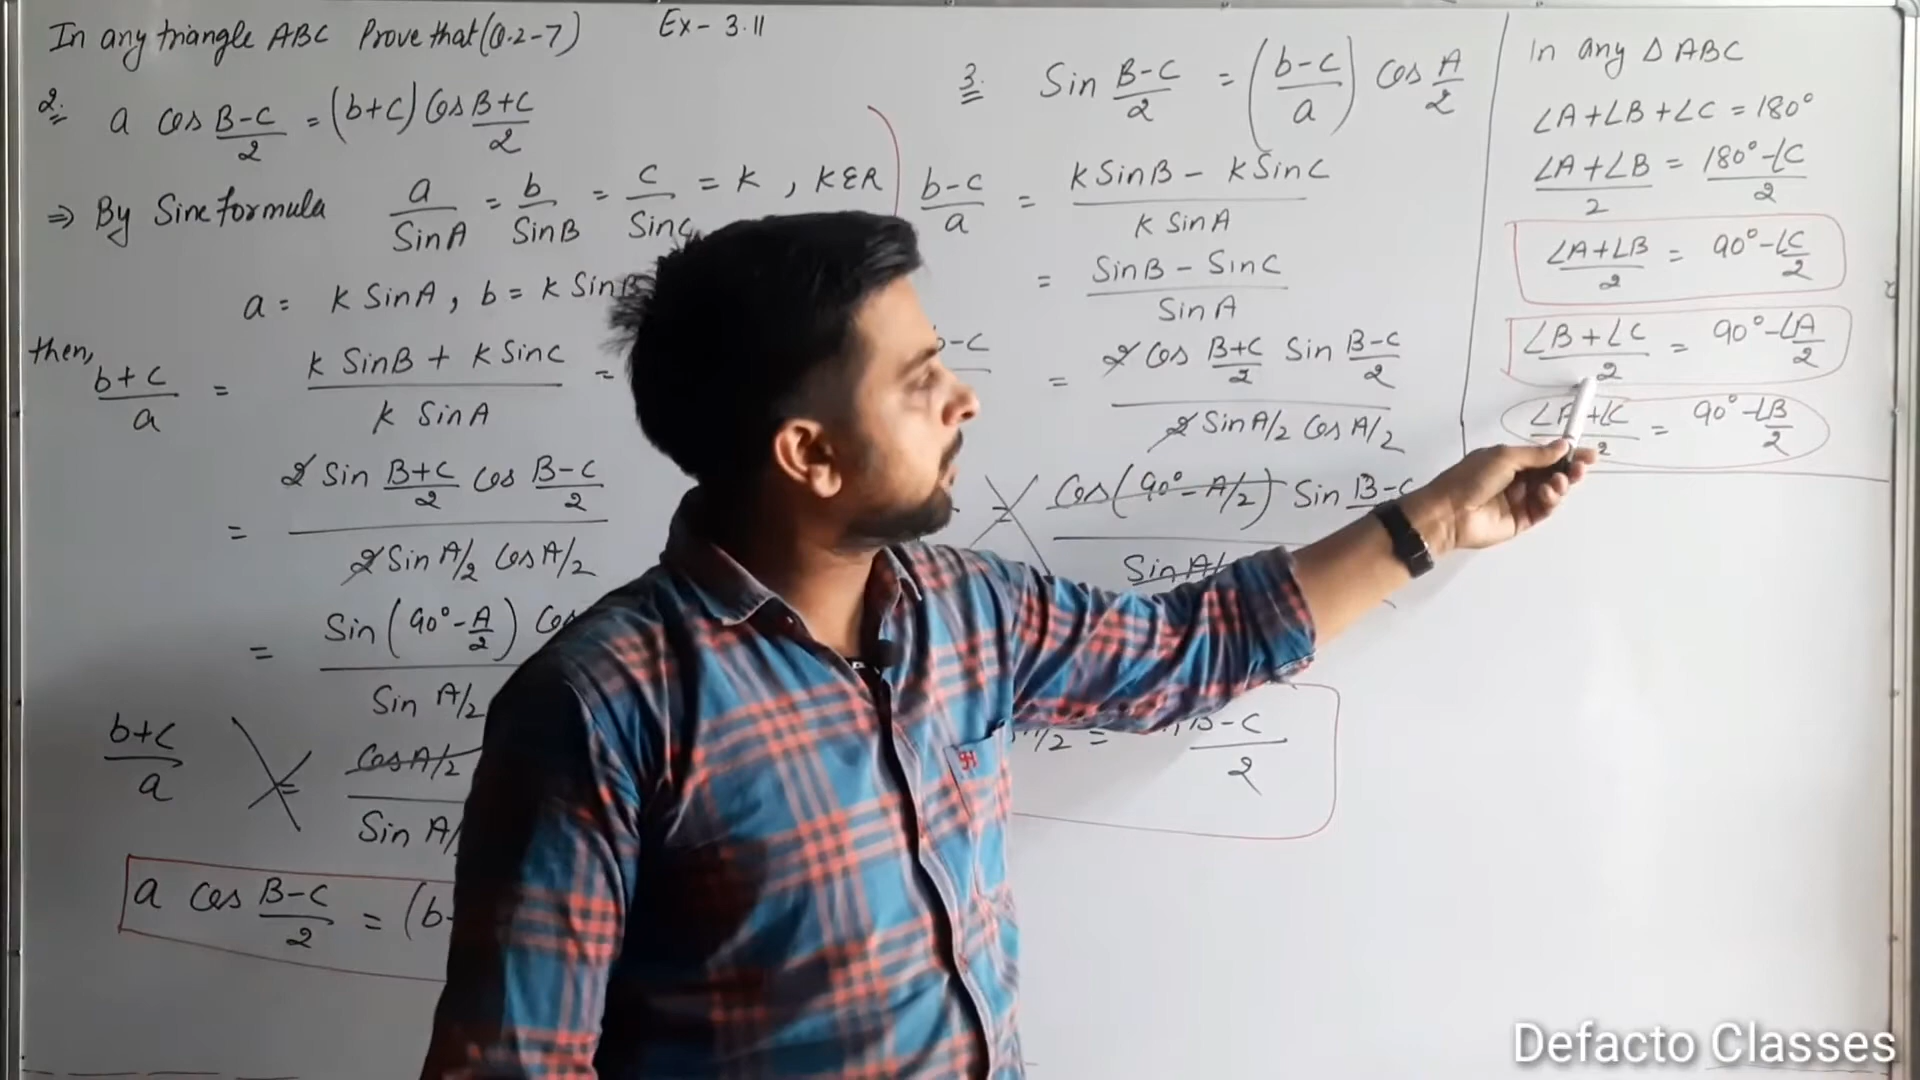 In any triangle ABC Prove that (Q.2-7) Ex- 3.11
2. a cos B-C/2 = (b+c) cos B+C/2
⇒ By Sine formula a/SinA = b/SinB = c/SinC = K , KER
a = K SinA, b = K SinB
then, b+c/a = K SinB + K SinC / K SinA =
= 2 Sin B+C/2 cos B-C/2 / 2 Sin A/2 cos A/2
= Sin (90° - A/2) / Sin A/2
b+c/a = cos A/2 / Sin A/
a cos B-C/2 = (b
3. Sin B-C/2 = (b-c/a) cos A/2
b-c/a = K SinB - K SinC / K SinA
= SinB - SinC / SinA
= 2 cos B+C/2 Sin B-C/2 / 2 Sin A/2 cos A/2
= cos (90° - A/2) Sin B-C / Sin A/
/2 = B-C/2
In any △ ABC
∠A+∠B+∠C = 180°
∠A+∠B/2 = 180°-∠C/2
∠A+∠B/2 = 90°-∠C/2
∠B+∠C/2 = 90°-∠A/2
∠A+∠C/2 = 90°-∠B/2
Defacto Classes